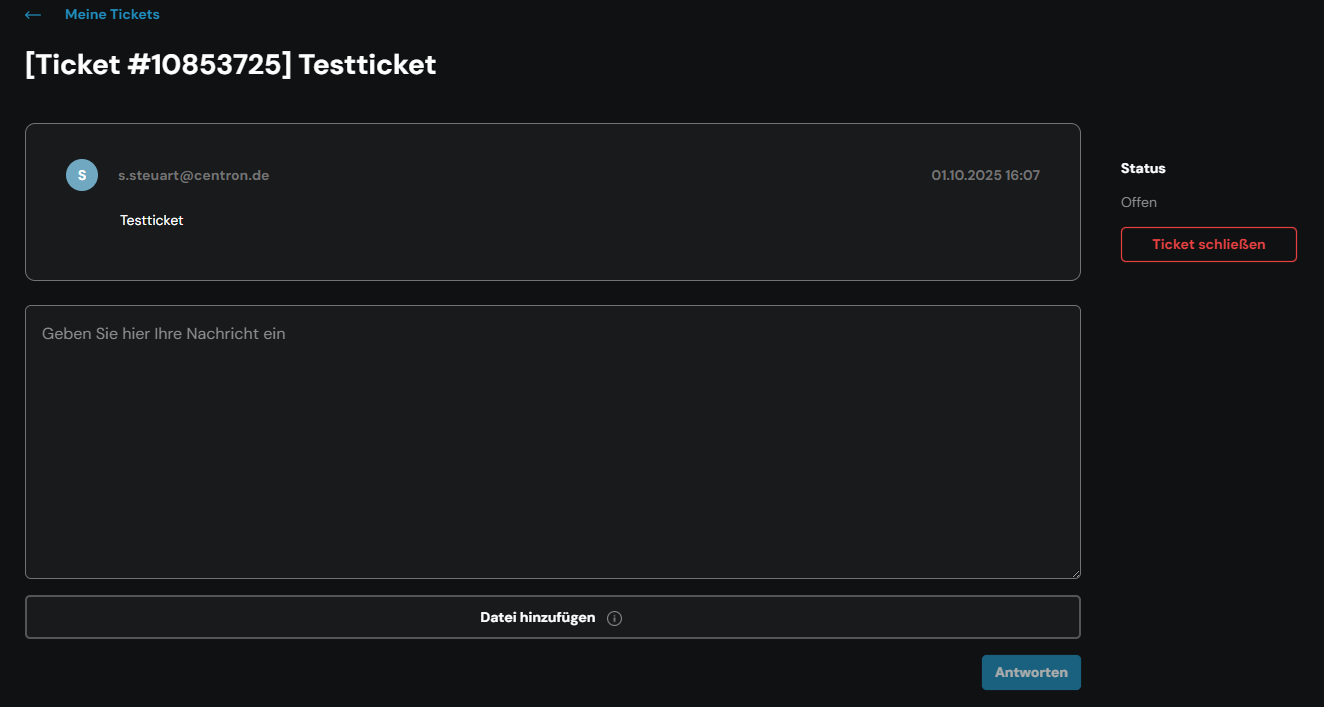 Meine Tickets
[Ticket #10853725] Testticket
S s.steuart@centron.de 01.10.2025 16:07
Testticket
Status
Offen
Ticket schließen
Geben Sie hier Ihre Nachricht ein
Datei hinzufügen
Antworten